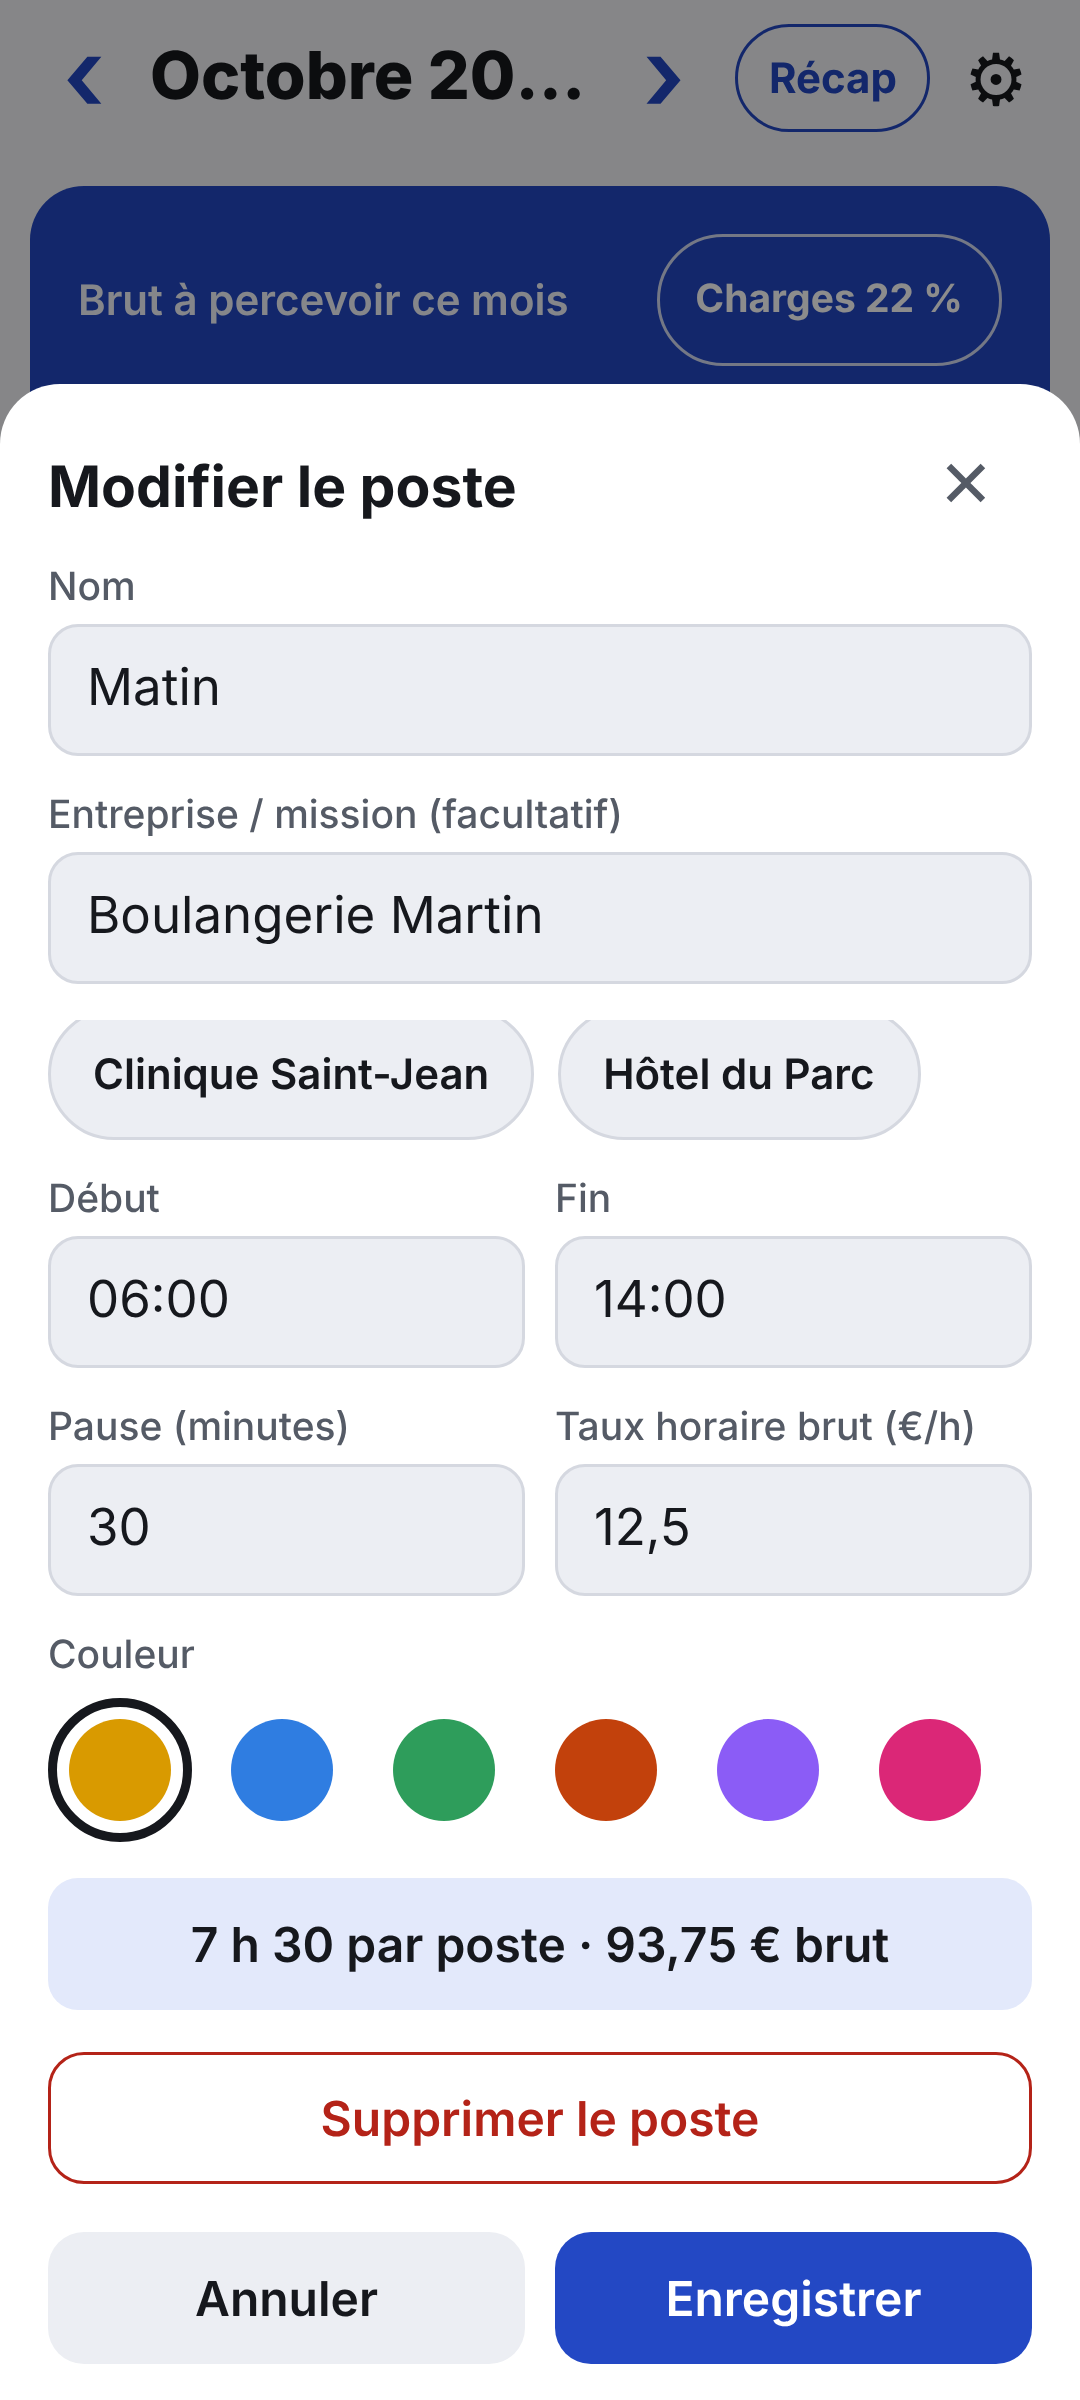 Octobre 20...
Récap
Brut à percevoir ce mois
Charges 22 %
Modifier le poste
Nom
Matin
Entreprise / mission (facultatif)
Boulangerie Martin
Clinique Saint-Jean
Hôtel du Parc
Début
Fin
06:00
14:00
Pause (minutes)
Taux horaire brut (€/h)
30
12,5
Couleur
7 h 30 par poste · 93,75 € brut
Supprimer le poste
Annuler
Enregistrer